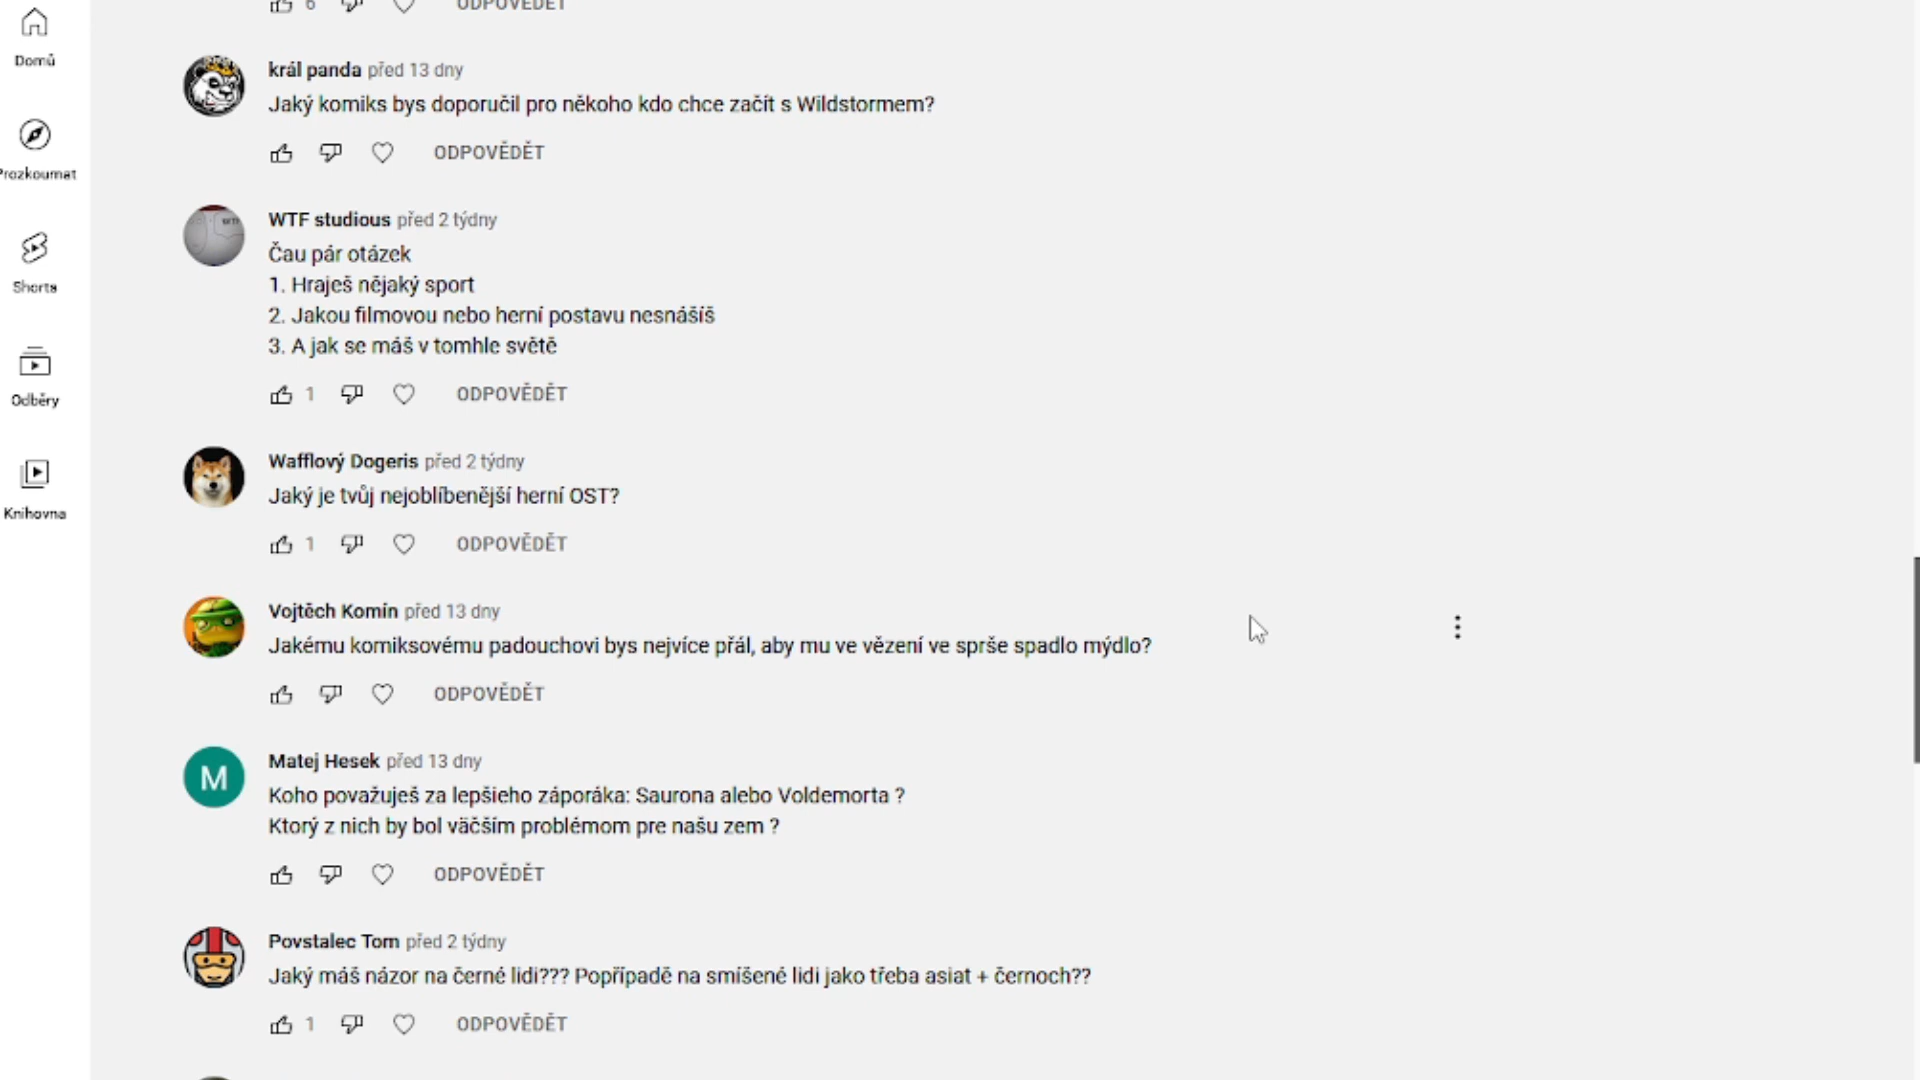 6 ODPOVĚDĚT
Domů
Prozkoumat
Shorts
Odběry
Knihovna
král panda před 13 dny
Jaký komiks bys doporučil pro někoho kdo chce začít s Wildstormem?
ODPOVĚDĚT
WTF studious před 2 týdny
Čau pár otázek
1. Hraješ nějaký sport
2. Jakou filmovou nebo herní postavu nesnášíš
3. A jak se máš v tomhle světě
1 ODPOVĚDĚT
Wafflový Dogeris před 2 týdny
Jaký je tvůj nejoblíbenější herní OST?
1 ODPOVĚDĚT
Vojtěch Komín před 13 dny
Jakému komiksovému padouchovi bys nejvíce přál, aby mu ve vězení ve sprše spadlo mýdlo?
ODPOVĚDĚT
M
Matej Hesek před 13 dny
Koho považuješ za lepšieho záporáka: Saurona alebo Voldemorta ?
Ktorý z nich by bol väčším problémom pre našu zem ?
ODPOVĚDĚT
Povstalec Tom před 2 týdny
Jaký máš názor na černé lidi??? Popřípadě na smíšené lidi jako třeba asiat + černoch??
1 ODPOVĚDĚT